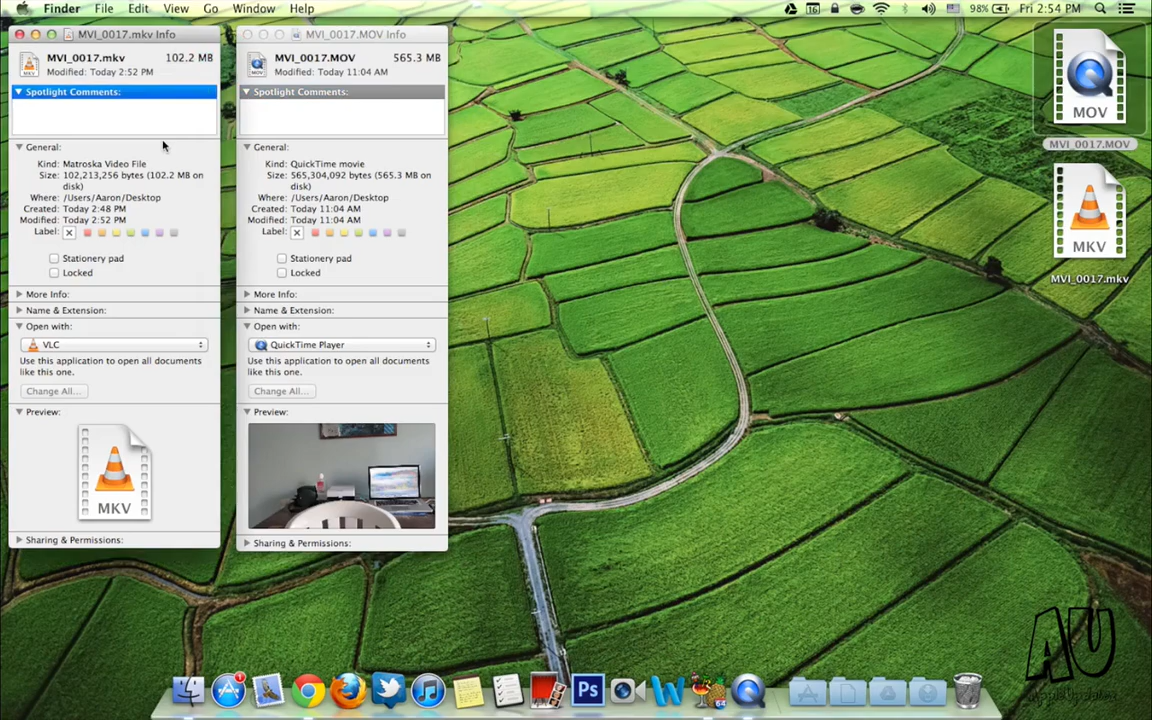 Finder File Edit View Go Window Help
16 98% Fri 2:54 PM
MVI_0017.mkv Info
MVI_0017.mkv 102.2 MB
Modified: Today 2:52 PM
Spotlight Comments:
General:
Kind: Matroska Video File
Size: 102,213,256 bytes (102.2 MB on
disk)
Where: /Users/Aaron/Desktop
Created: Today 2:48 PM
Modified: Today 2:52 PM
Label:
Stationery pad
Locked
More Info:
Name & Extension:
Open with:
VLC
Use this application to open all documents
like this one.
Change All...
Preview:
MKV
Sharing & Permissions:
MVI_0017.MOV Info
MVI_0017.MOV 565.3 MB
Modified: Today 11:04 AM
Spotlight Comments:
General:
Kind: QuickTime movie
Size: 565,304,092 bytes (565.3 MB on
disk)
Where: /Users/Aaron/Desktop
Created: Today 11:04 AM
Modified: Today 11:04 AM
Label:
Stationery pad
Locked
More Info:
Name & Extension:
Open with:
QuickTime Player
Use this application to open all documents
like this one.
Change All...
Preview:
Sharing & Permissions:
MOV
MVI_0017.MOV
MKV
MVI_0017.mkv
AU
1
Ps
W
64